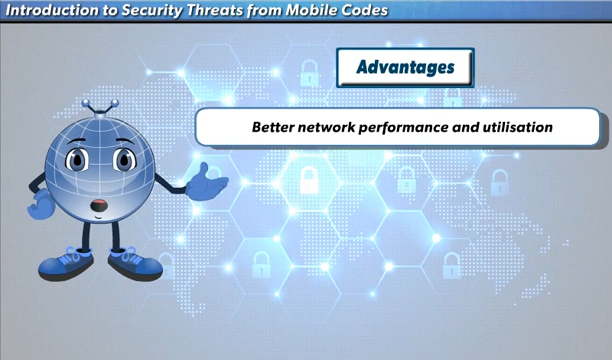 Introduction to Security Threats from Mobile Codes
Advantages
Better network performance and utilisation